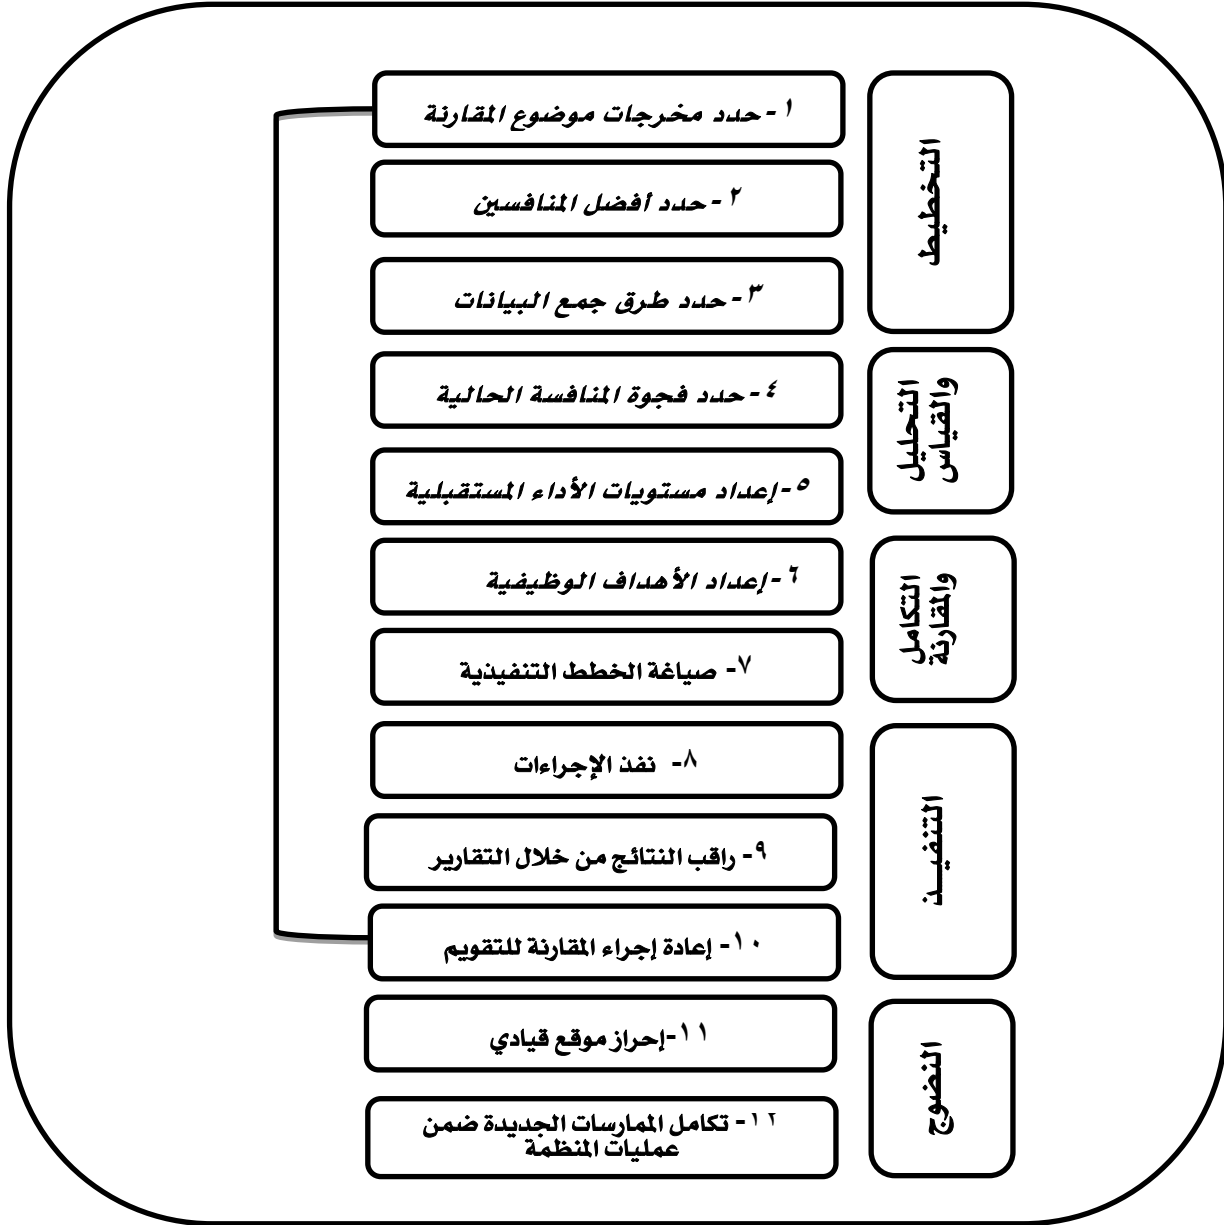 التخطيط
١- حدد مخرجات موضوع المقارنة
٢- حدد أفضل المنافسين
٣- حدد طرق جمع البيانات
التحليل
والقياس
٤- حدد فجوة المنافسة الحالية
٥-إعداد مستويات الأداء المستقبلية
التكامل
والمقارنة
٦-إعداد الأهداف الوظيفية
٧- صياغة الخطط التنفيذية
التنفيــذ
٨- نفذ الإجراءات
٩- راقب النتائج من خلال التقارير
١٠- إعادة إجراء المقارنة للتقويم
النضوج
١١-إحراز موقع قيادي
١٢- تكامل الممارسات الجديدة ضمن
عمليات المنظمة